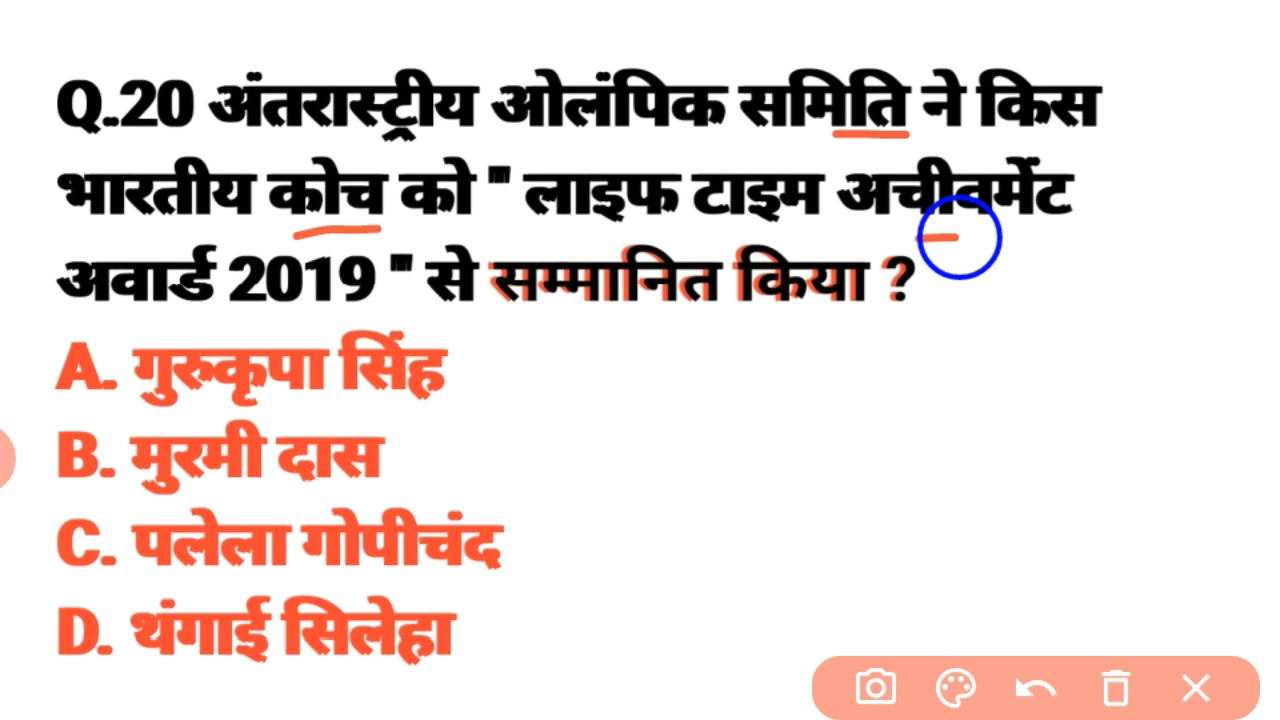 Q.20 अंतरास्ट्रीय ओलंपिक समिति ने किस
भारतीय कोच को " लाइफ टाइम अचीवमेंट
अवार्ड 2019 " से सम्मानित किया ?
A. गुरुकृपा सिंह
B. मुरमी दास
C. पलेला गोपीचंद
D. थंगाई सिलेहा